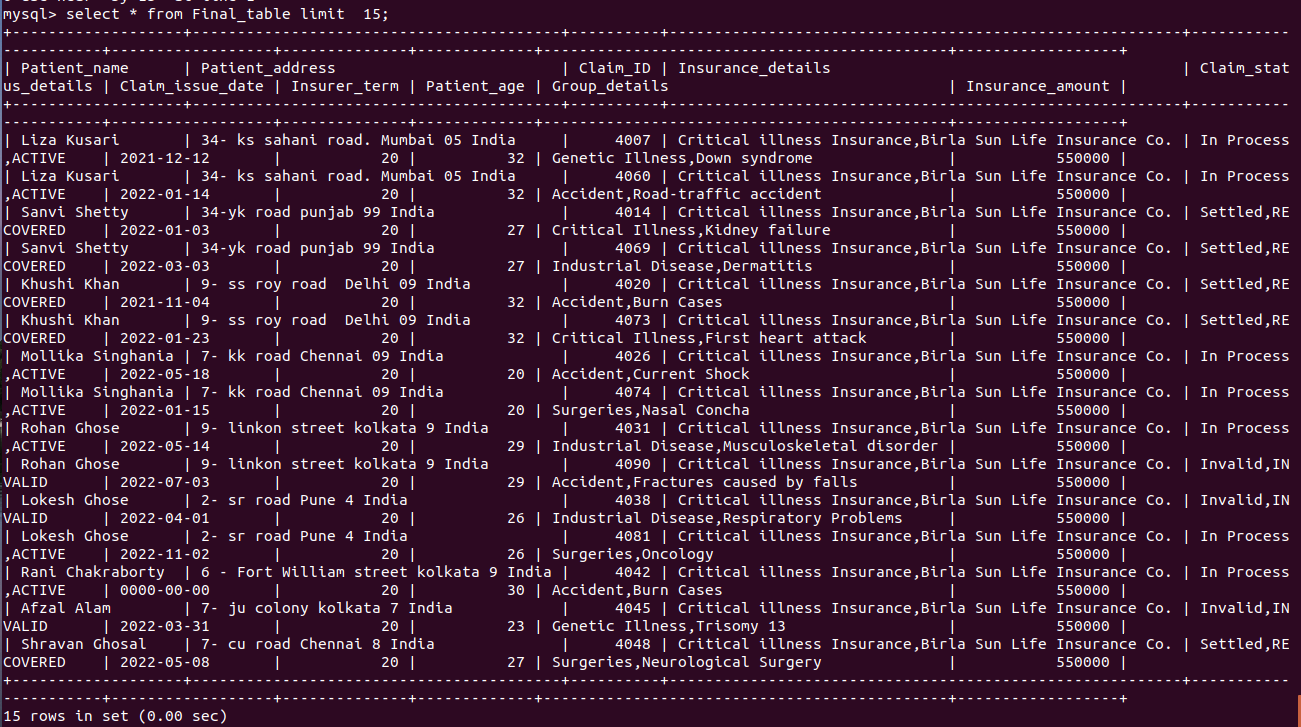 mysql> select * from Final_table limit  15;
+-------------------+-----------------------------------------+----------+---------------------------------------------------------+-----------
-----------+------------------+--------------+-------------+---------------------------------------------+------------------+
| Patient_name      | Patient_address                         | Claim_ID | Insurance_details                                       | Claim_stat
us_details | Claim_issue_date | Insurer_term | Patient_age | Group_details                               | Insurance_amount |
+-------------------+-----------------------------------------+----------+---------------------------------------------------------+-----------
-----------+------------------+--------------+-------------+---------------------------------------------+------------------+
| Liza Kusari       | 34- ks sahani road. Mumbai 05 India     |     4007 | Critical illness Insurance,Birla Sun Life Insurance Co. | In Process
,ACTIVE    | 2021-12-12       |           20 |          32 | Genetic Illness,Down syndrome               |           550000 |
| Liza Kusari       | 34- ks sahani road. Mumbai 05 India     |     4060 | Critical illness Insurance,Birla Sun Life Insurance Co. | In Process
,ACTIVE    | 2022-01-14       |           20 |          32 | Accident,Road-traffic accident              |           550000 |
| Sanvi Shetty      | 34-yk road punjab 99 India              |     4014 | Critical illness Insurance,Birla Sun Life Insurance Co. | Settled,RE
COVERED    | 2022-01-03       |           20 |          27 | Critical Illness,Kidney failure             |           550000 |
| Sanvi Shetty      | 34-yk road punjab 99 India              |     4069 | Critical illness Insurance,Birla Sun Life Insurance Co. | Settled,RE
COVERED    | 2022-03-03       |           20 |          27 | Industrial Disease,Dermatitis               |           550000 |
| Khushi Khan       | 9- ss roy road  Delhi 09 India          |     4020 | Critical illness Insurance,Birla Sun Life Insurance Co. | Settled,RE
COVERED    | 2021-11-04       |           20 |          32 | Accident,Burn Cases                         |           550000 |
| Khushi Khan       | 9- ss roy road  Delhi 09 India          |     4073 | Critical illness Insurance,Birla Sun Life Insurance Co. | Settled,RE
COVERED    | 2022-01-23       |           20 |          32 | Critical Illness,First heart attack         |           550000 |
| Mollika Singhania | 7- kk road Chennai 09 India             |     4026 | Critical illness Insurance,Birla Sun Life Insurance Co. | In Process
,ACTIVE    | 2022-05-18       |           20 |          20 | Accident,Current Shock                      |           550000 |
| Mollika Singhania | 7- kk road Chennai 09 India             |     4074 | Critical illness Insurance,Birla Sun Life Insurance Co. | In Process
,ACTIVE    | 2022-01-15       |           20 |          20 | Surgeries,Nasal Concha                      |           550000 |
| Rohan Ghose       | 9- linkon street kolkata 9 India        |     4031 | Critical illness Insurance,Birla Sun Life Insurance Co. | In Process
,ACTIVE    | 2022-05-14       |           20 |          29 | Industrial Disease,Musculoskeletal disorder |           550000 |
| Rohan Ghose       | 9- linkon street kolkata 9 India        |     4090 | Critical illness Insurance,Birla Sun Life Insurance Co. | Invalid,IN
VALID      | 2022-07-03       |           20 |          29 | Accident,Fractures caused by falls          |           550000 |
| Lokesh Ghose      | 2- sr road Pune 4 India                 |     4038 | Critical illness Insurance,Birla Sun Life Insurance Co. | Invalid,IN
VALID      | 2022-04-01       |           20 |          26 | Industrial Disease,Respiratory Problems     |           550000 |
| Lokesh Ghose      | 2- sr road Pune 4 India                 |     4081 | Critical illness Insurance,Birla Sun Life Insurance Co. | In Process
,ACTIVE    | 2022-11-02       |           20 |          26 | Surgeries,Oncology                          |           550000 |
| Rani Chakraborty  | 6 - Fort William street kolkata 9 India |     4042 | Critical illness Insurance,Birla Sun Life Insurance Co. | In Process
,ACTIVE    | 0000-00-00       |           20 |          30 | Accident,Burn Cases                         |           550000 |
| Afzal Alam        | 7- ju colony kolkata 7 India            |     4045 | Critical illness Insurance,Birla Sun Life Insurance Co. | Invalid,IN
VALID      | 2022-03-31       |           20 |          23 | Genetic Illness,Trisomy 13                  |           550000 |
| Shravan Ghosal    | 7- cu road Chennai 8 India              |     4048 | Critical illness Insurance,Birla Sun Life Insurance Co. | Settled,RE
COVERED    | 2022-05-08       |           20 |          27 | Surgeries,Neurological Surgery              |           550000 |
+-------------------+-----------------------------------------+----------+---------------------------------------------------------+-----------
-----------+------------------+--------------+-------------+---------------------------------------------+------------------+
15 rows in set (0.00 sec)